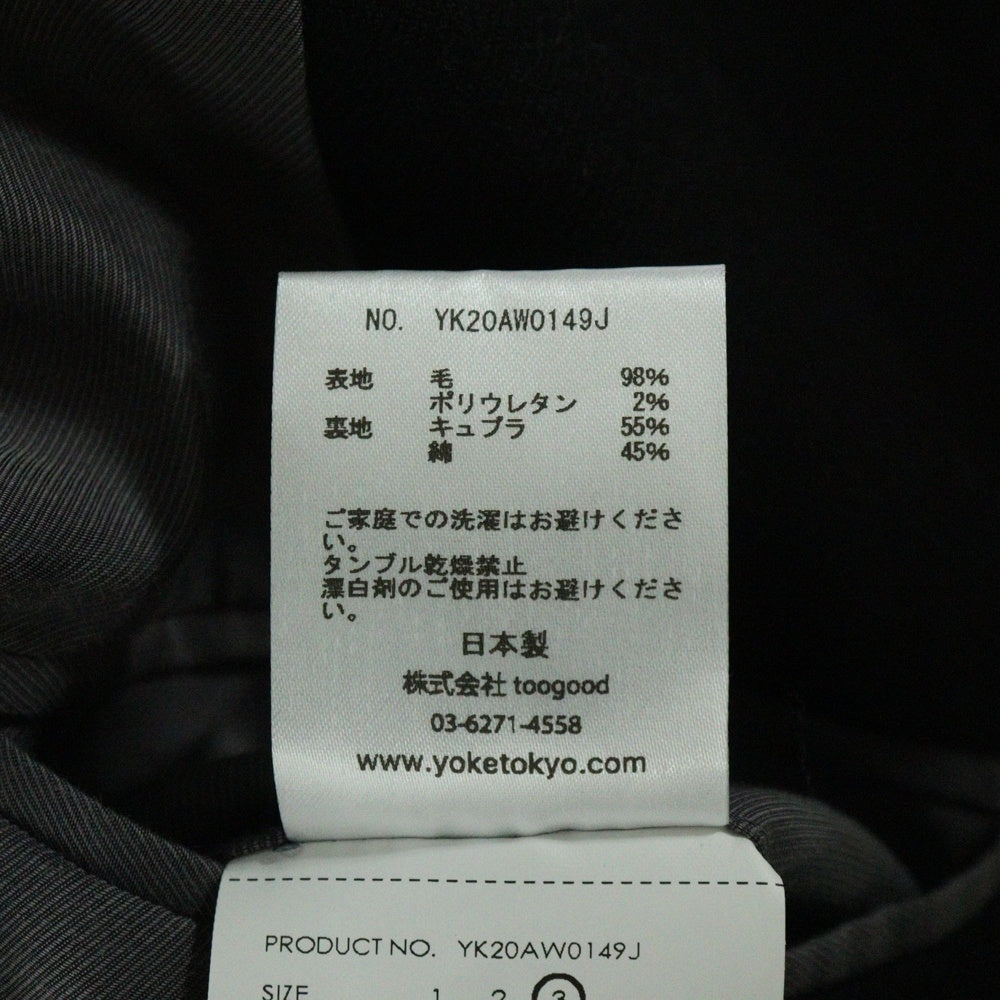 NO. YK20AW0149J
表地 毛 98%
ポリウレタン 2%
裏地 キュプラ 55%
綿 45%
ご家庭での洗濯はお避けくださ
い。
タンブル乾燥禁止
漂白剤のご使用はお避けくださ
い。
日本製
株式会社 toogood
03-6271-4558
www.yoketokyo.com
PRODUCT NO. YK20AW0149J
SIZE 1 2 3